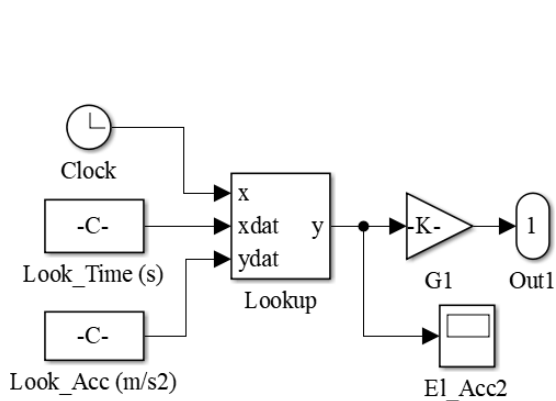 Clock
-C-
Look_Time (s)
-C-
Look_Acc (m/s2)
x
xdat
ydat
y
Lookup
-K-
G1
1
Out1
El_Acc2